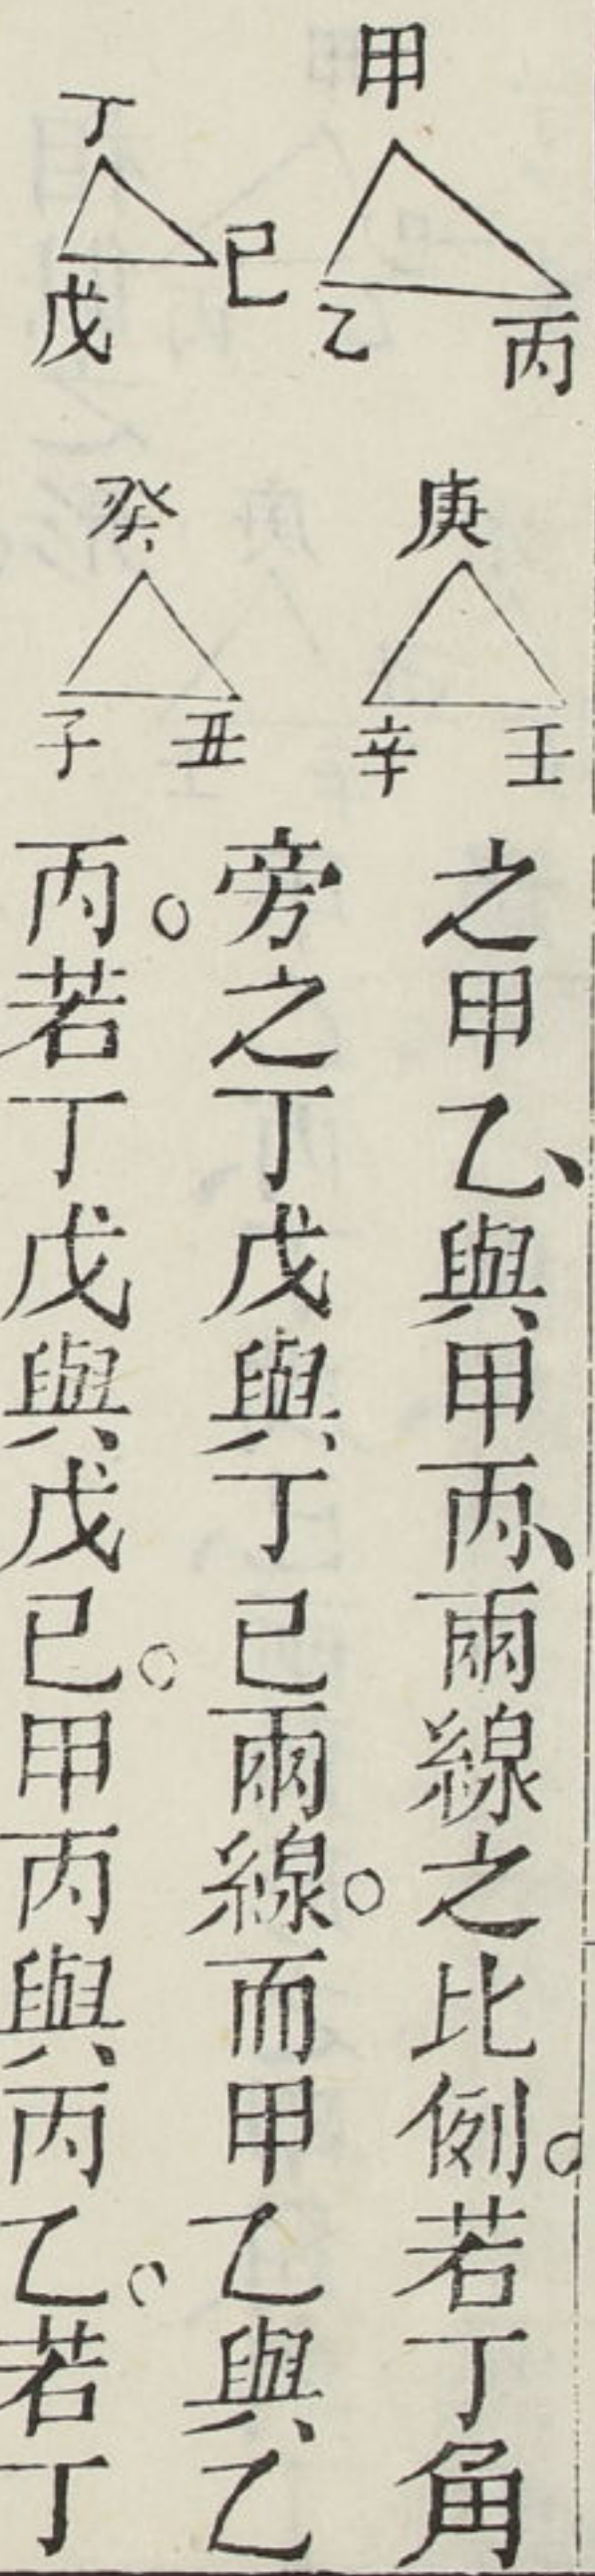 甲
乙
丙
丁
戊
己
庚
辛
壬
癸
子
丑
之甲乙、與甲丙、兩線之比例。若丁角
旁之丁戊與丁己兩線。而甲乙與乙
丙。若丁戊與戊己。甲丙與丙乙。若丁